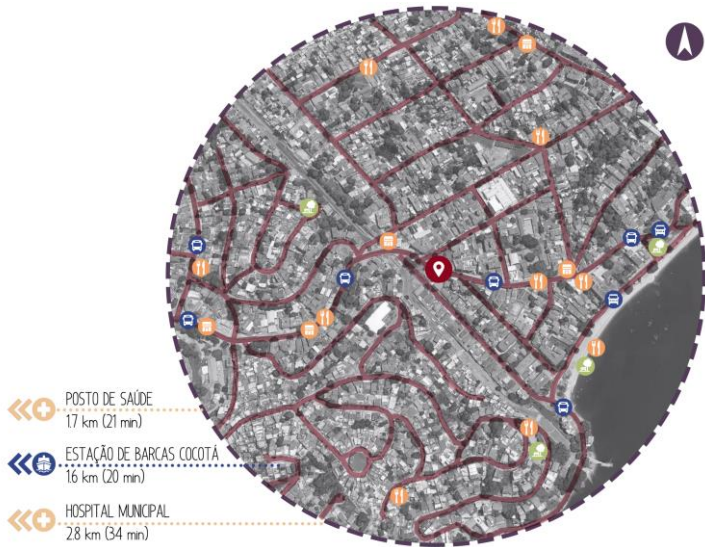 POSTO DE SAÚDE
1.7 km (21 min)
ESTAÇÃO DE BARCAS COCOTÁ
1.6 km (20 min)
HOSPITAL MUNICIPAL
2.8 km (34 min)